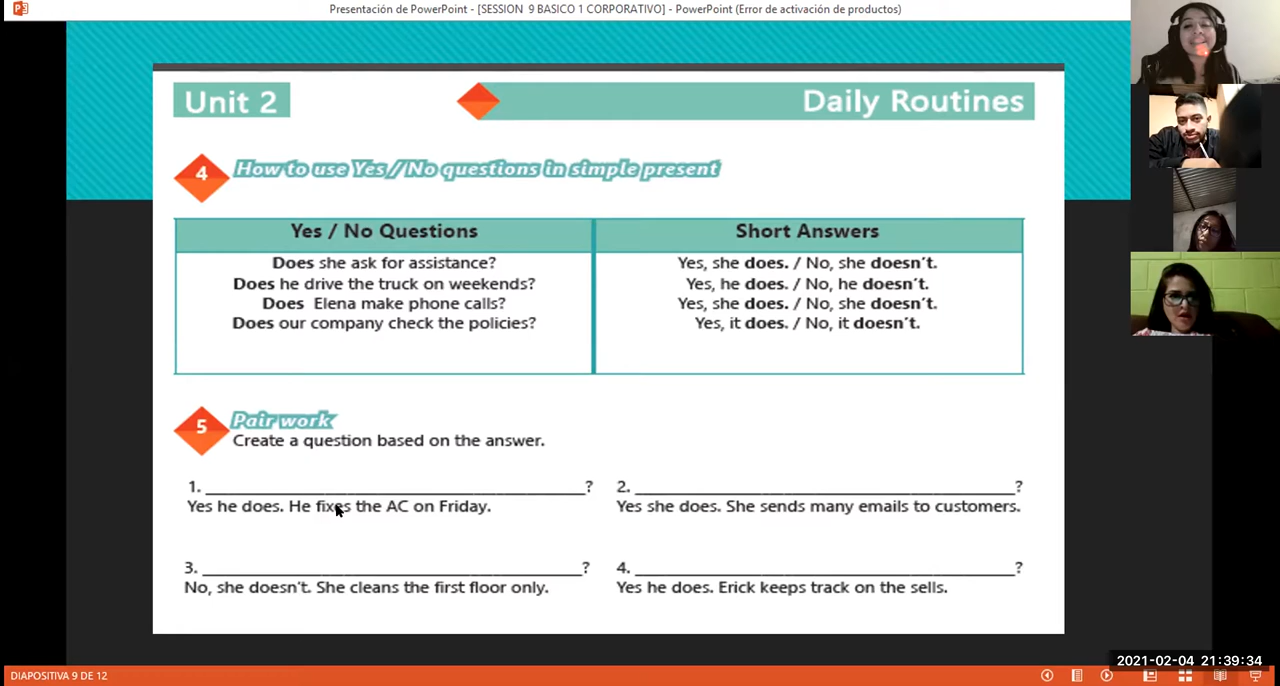 Presentación de PowerPoint - [SESSION 9 BASICO 1 CORPORATIVO] - PowerPoint (Error de activación de productos)
Unit 2
Daily Routines
4 How to use Yes / No questions in simple present
Yes / No Questions
Short Answers
Does she ask for assistance?
Yes, she does. / No, she doesn't.
Does he drive the truck on weekends?
Yes, he does. / No, he doesn't.
Does Elena make phone calls?
Yes, she does. / No, she doesn't.
Does our company check the policies?
Yes, it does. / No, it doesn't.
5 Pair work
Create a question based on the answer.
1. ______________________________?
2. ______________________________?
Yes he does. He fixes the AC on Friday.
Yes she does. She sends many emails to customers.
3. ______________________________?
4. ______________________________?
No, she doesn't. She cleans the first floor only.
Yes he does. Erick keeps track on the sells.
2021-02-04 21:39:34
DIAPOSITIVA 9 DE 12